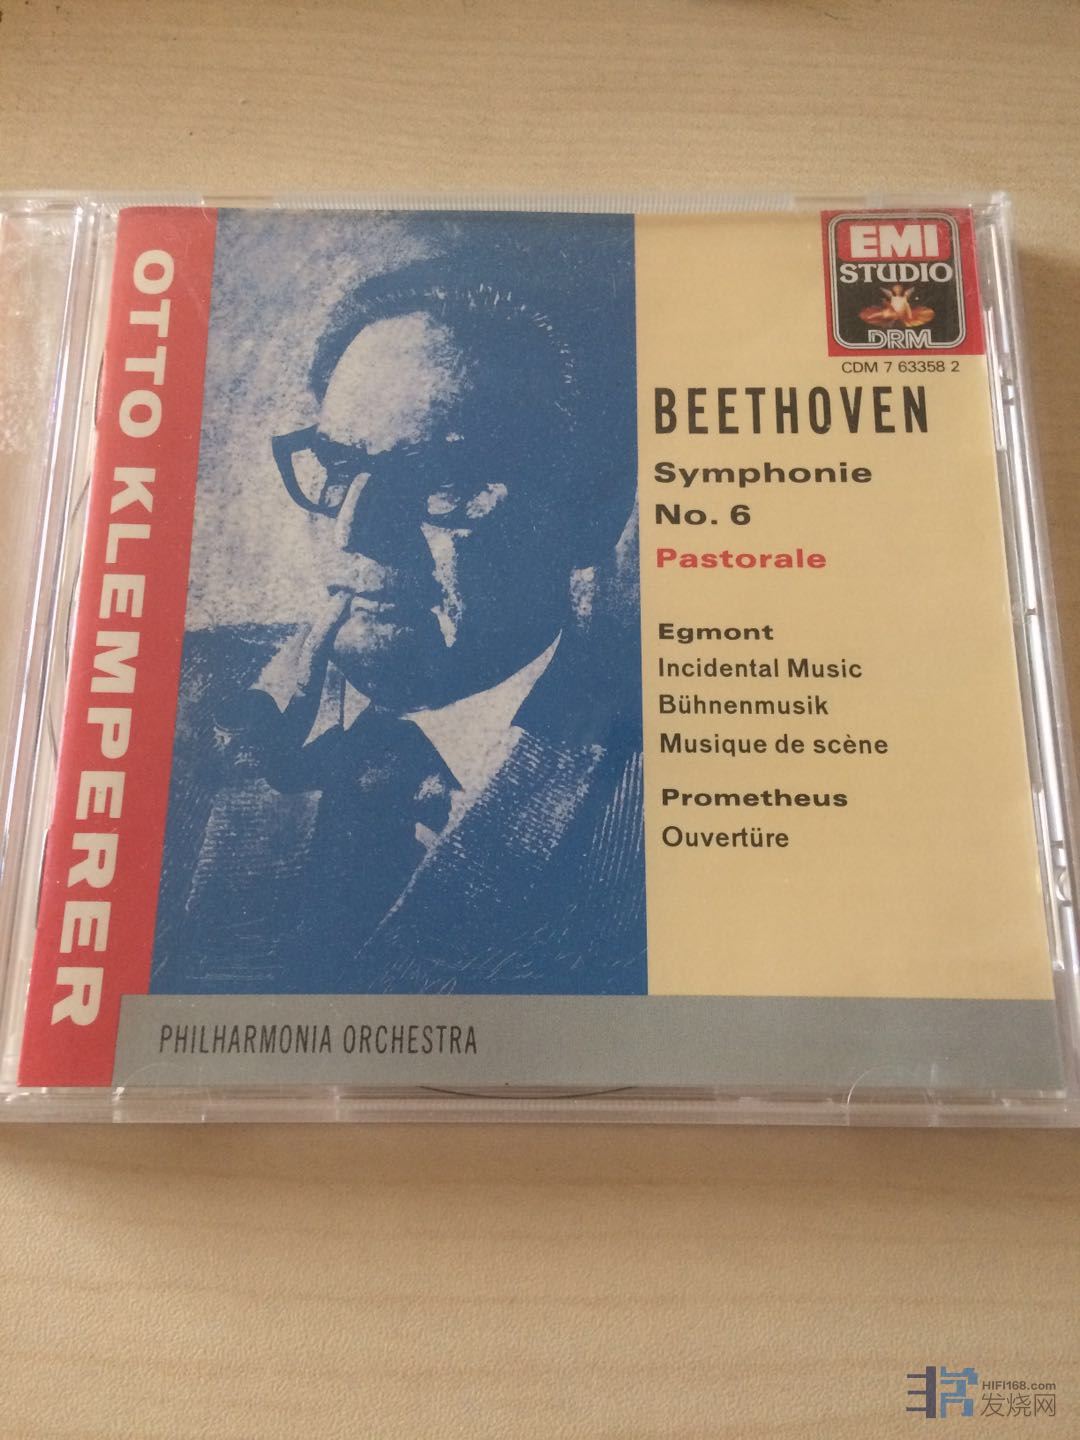 OTTO KLEMPERER
EMI
STUDIO
DRM
CDM 7 63358 2
BEETHOVEN
Symphonie
No. 6
Pastorale
Egmont
Incidental Music
Bühnenmusik
Musique de scène
Prometheus
Ouvertüre
PHILHARMONIA ORCHESTRA
HIFI168.com
发烧网